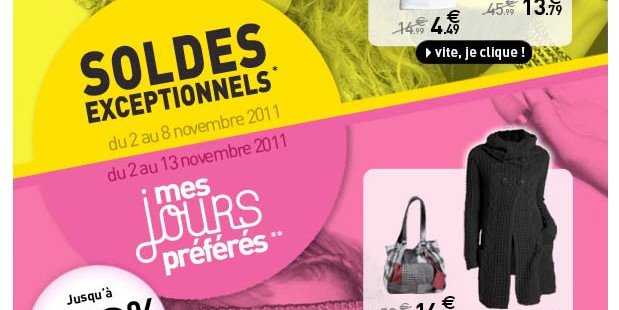 SOLDES
EXCEPTIONNELS*
du 2 au 8 novembre 2011
du 2 au 13 novembre 2011
mes
jours
préférés**
Jusqu'à
%
14€99 4€49
45€99 13€79
vite, je clique !
€ 14 €